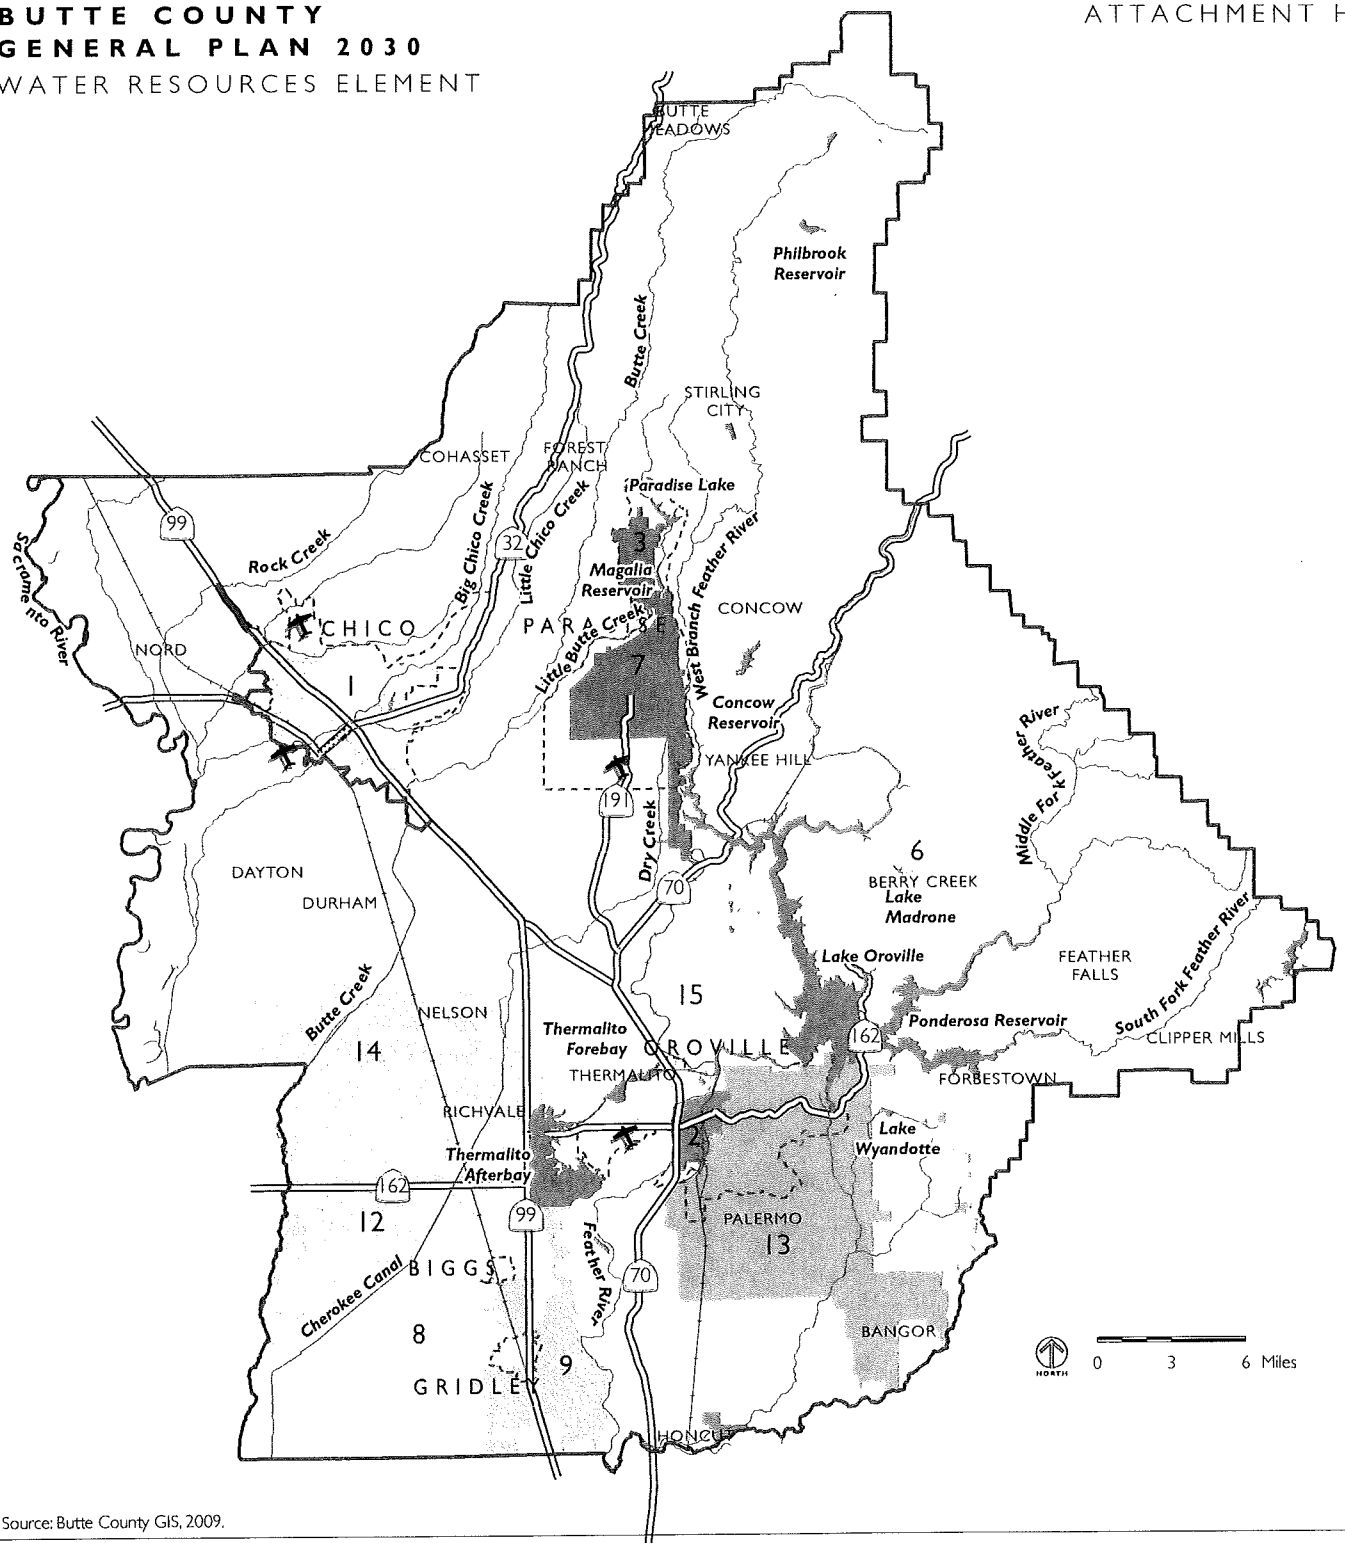 BUTTE COUNTY
GENERAL PLAN 2030
WATER RESOURCES ELEMENT
ATTACHMENT H
BUTTE
MEADOWS
Philbrook
Reservoir
Butte Creek
STIRLING
CITY
COHASSET
FOREST
RANCH
Paradise Lake
99
32
3
Rock Creek
Big Chico Creek
Little Chico Creek
Magalia
Reservoir
West Branch Feather River
Sacramento River
CONCOW
CHICO
PARADISE
Little Butte Creek
NORD
7
1
Concow
Reservoir
Middle Fork Feather River
YANKEE HILL
191
Dry Creek
6
DAYTON
BERRY CREEK
70
Lake
Madrone
DURHAM
Lake Oroville
FEATHER
FALLS
South Fork Feather River
Butte Creek
15
NELSON
Thermalito
Forebay
OROVILLE
162
Ponderosa Reservoir
CLIPPER MILLS
14
THERMALITO
FORBESTOWN
RICHVALE
2
Lake
Wyandotte
Thermalito
Afterbay
162
12
99
PALERMO
13
Feather River
Cherokee Canal
BIGGS
70
8
BANGOR
9
GRIDLEY
NORTH
0 3 6 Miles
HONCUT
Source: Butte County GIS, 2009.